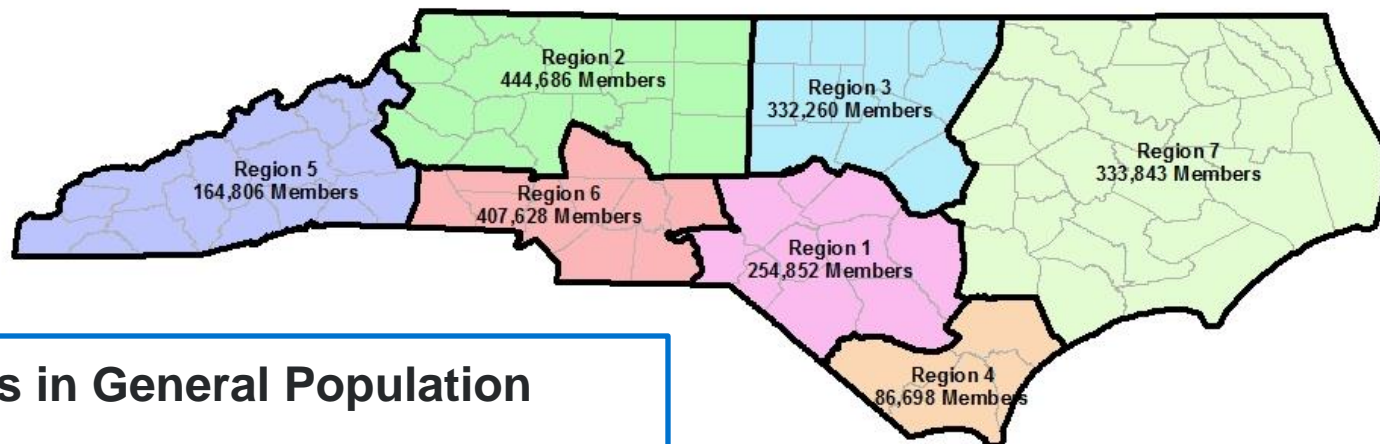 Region 2
444,686 Members
Region 3
332,260 Members
Region 7
333,843 Members
Region 5
164,806 Members
Region 6
407,628 Members
Region 1
254,852 Members
Region 4
86,698 Members
s in General Population